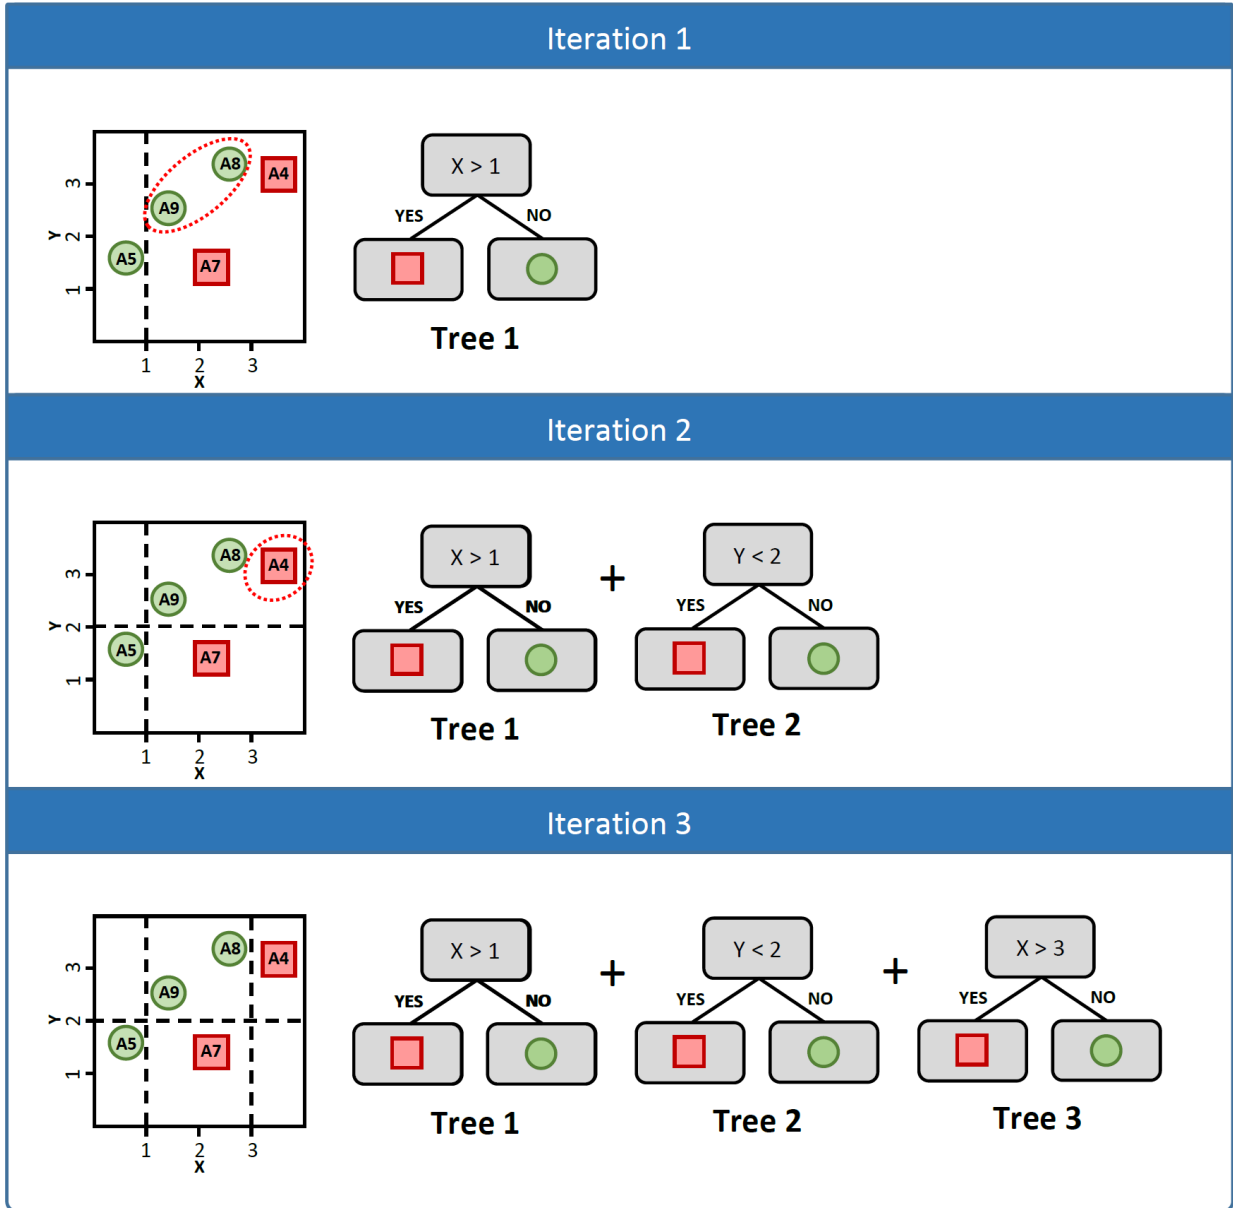 Iteration 1
A8
A4
A9
A5
A7
3
2
1
Y
1 2 3
X
X > 1
YES NO
Tree 1
Iteration 2
A8
A4
A9
A5
A7
3
2
1
Y
1 2 3
X
X > 1
YES NO
Tree 1
+
Y < 2
YES NO
Tree 2
Iteration 3
A8
A4
A9
A5
A7
3
2
1
Y
1 2 3
X
X > 1
YES NO
Tree 1
+
Y < 2
YES NO
Tree 2
+
X > 3
YES NO
Tree 3